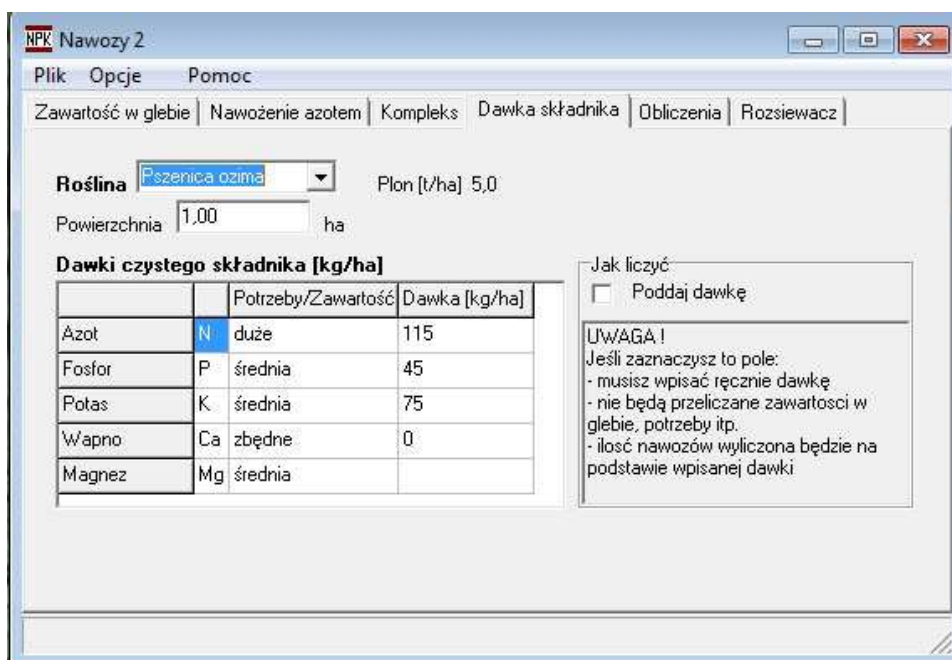 NPK Nawozy 2
Plik Opcje Pomoc
Zawartość w glebie Nawożenie azotem Kompleks Dawka składnika Obliczenia Rozsiewacz
Roślina Pszenica ozima Plon [t/ha] 5,0
Powierzchnia 1,00 ha
Dawki czystego składnika [kg/ha]
Potrzeby/Zawartość Dawka [kg/ha]
Azot N duże 115
Fosfor P średnia 45
Potas K średnia 75
Wapno Ca zbędne 0
Magnez Mg średnia
Jak liczyć
Poddaj dawkę
UWAGA !
Jeśli zaznaczysz to pole:
- musisz wpisać ręcznie dawkę
- nie będą przeliczane zawartosci w
glebie, potrzeby itp.
- ilosć nawozów wyliczona będzie na
podstawie wpisanej dawki